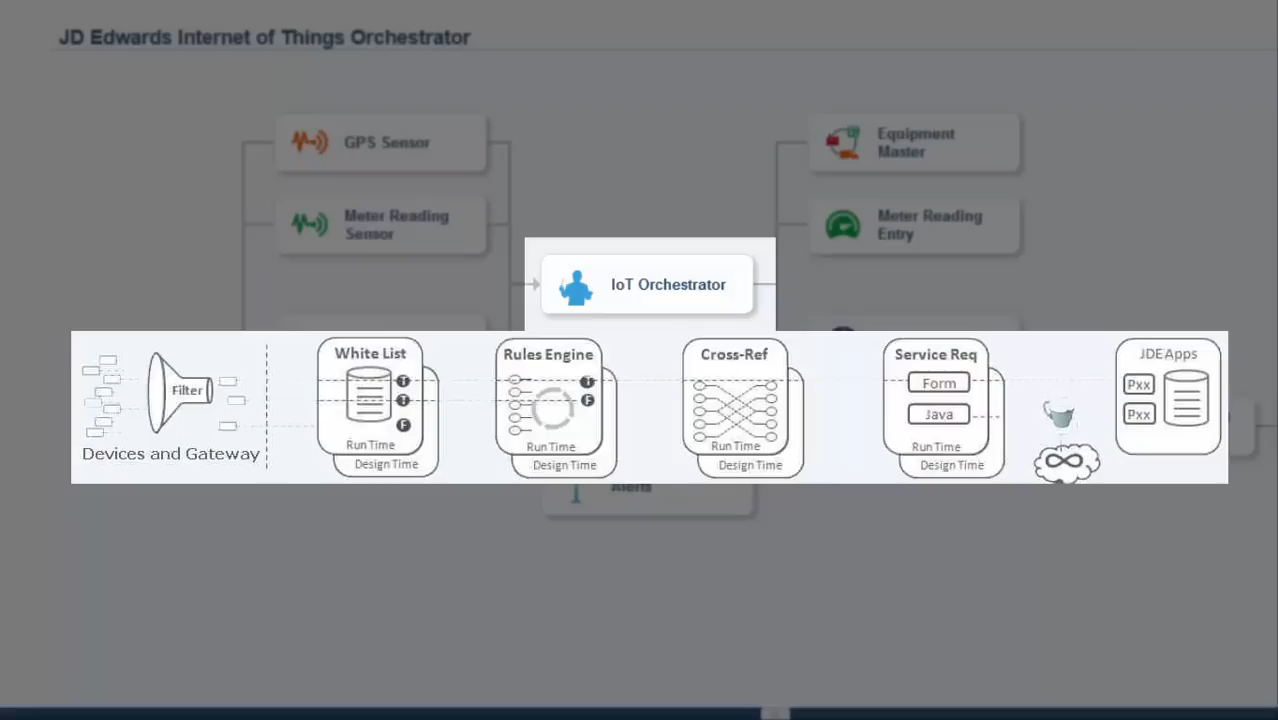 JD Edwards Internet of Things Orchestrator
GPS Sensor
Equipment
Master
Meter Reading
Sensor
Meter Reading
Entry
IoT Orchestrator
White List
T
T
F
Run Time
Design Time
Rules Engine
T
F
Run Time
Design Time
Cross-Ref
Run Time
Design Time
Service Req
Form
Java
Run Time
Design Time
JDE Apps
Pxx
Pxx
Filter
Devices and Gateway
Alerts